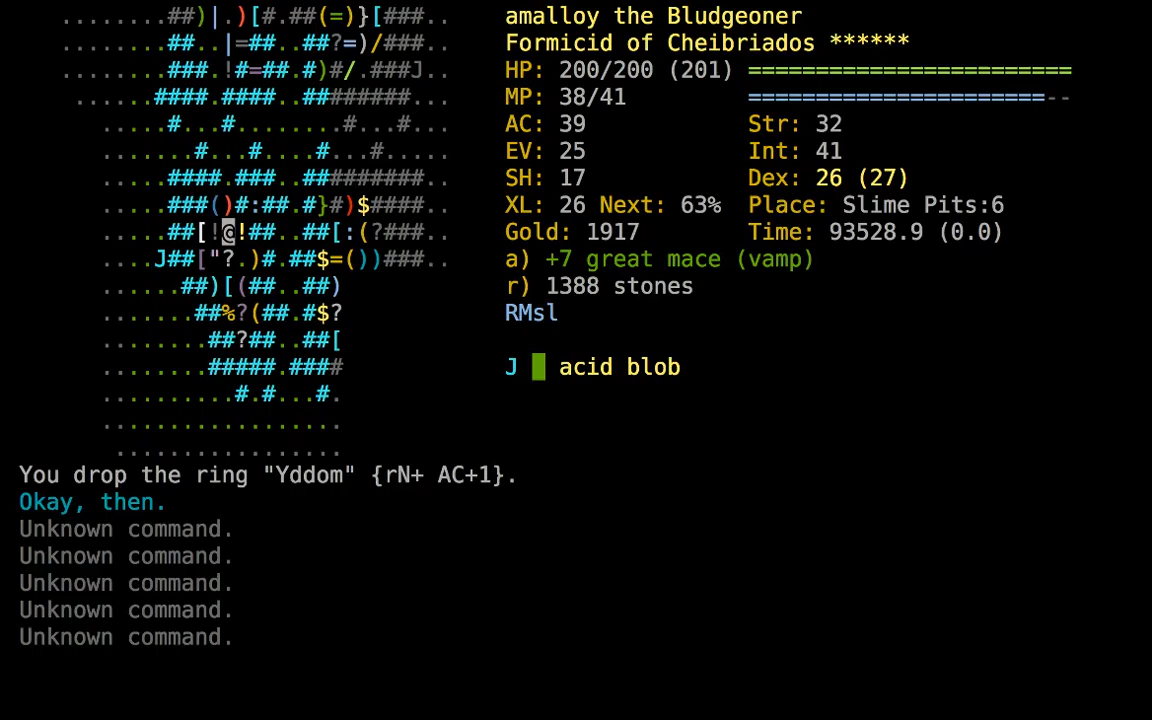 ........##)|.)[#.##(=)}[###..
........##..|=##..##?=)/###..
........###.!#=##.#)#/.###J..
.....####.####..#######...
.....#...#........#...#...
.......#...#....#...#.....
.....####.###..#########..
.....###()#:##.#}#)$####..
.....##[!@!##..##[:(?###..
....J##["?.)#.##$=())###..
......##)[(##..##)
.......##%?(##.#$?
........##?##..##[
........#####.####
..........#.#...#.
..................
.................
amalloy the Bludgeoner
Formicid of Cheibriados ******
HP: 200/200 (201) ========================
MP: 38/41 ======================--
AC: 39 Str: 32
EV: 25 Int: 41
SH: 17 Dex: 26 (27)
XL: 26 Next: 63% Place: Slime Pits:6
Gold: 1917 Time: 93528.9 (0.0)
a) +7 great mace (vamp)
r) 1388 stones
RMsl
J acid blob
You drop the ring "Yddom" {rN+ AC+1}.
Okay, then.
Unknown command.
Unknown command.
Unknown command.
Unknown command.
Unknown command.